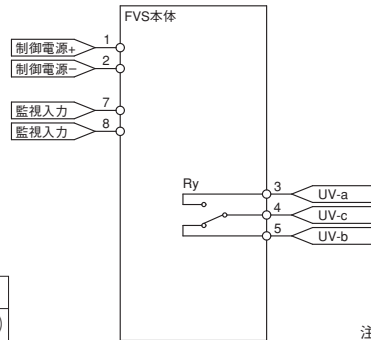 FVS本体
制御電源+ 1
制御電源− 2
監視入力 7
監視入力 8
Ry
3 UV-a
4 UV-c
5 UV-b
)
注